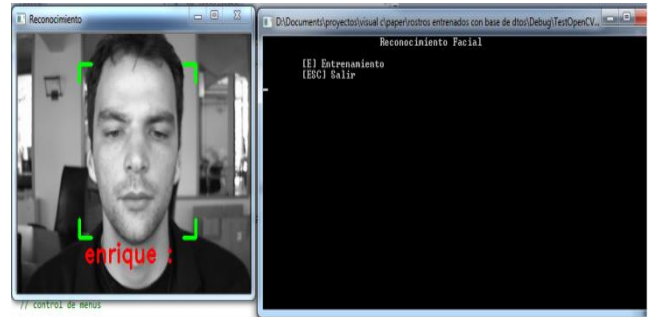 Reconocimiento
enrique :
// control de menus
D:\Documents\proyectos\visual c\paper\rostros entrenados con base de dtos\Debug\TestOpenCV...
Reconocimiento Facial
[E] Entrenamiento
[ESC] Salir